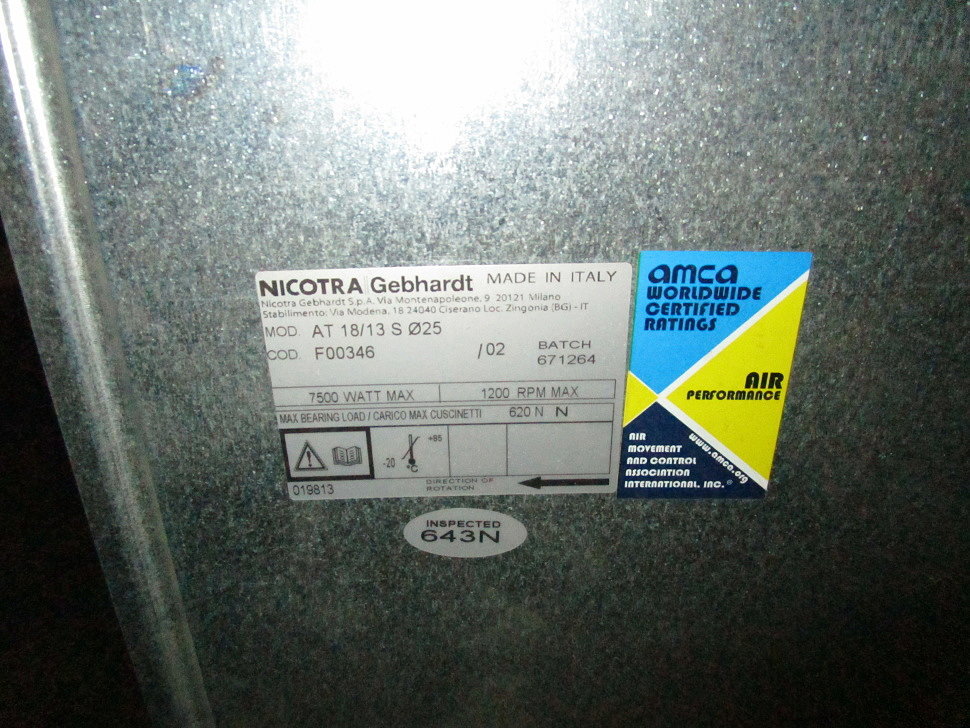 NICOTRA Gebhardt MADE IN ITALY
Nicotra Gebhardt S.p.A. Via Montenapoleone, 9 20121 Milano
Stabilimento: Via Modena, 18 24040 Ciserano Loc. Zingonia (BG) - IT
MOD. AT 18/13 S Ø25
COD. F00346 /02 BATCH
671264
7500 WATT MAX 1200 RPM MAX
MAX BEARING LOAD / CARICO MAX CUSCINETTI 620 N N
+85
-20 °C
019813 DIRECTION OF
ROTATION
amca
WORLDWIDE
CERTIFIED
RATINGS
AIR
PERFORMANCE
AIR
MOVEMENT
AND CONTROL
ASSOCIATION
INTERNATIONAL, INC.®
www.amca.org
INSPECTED
643N